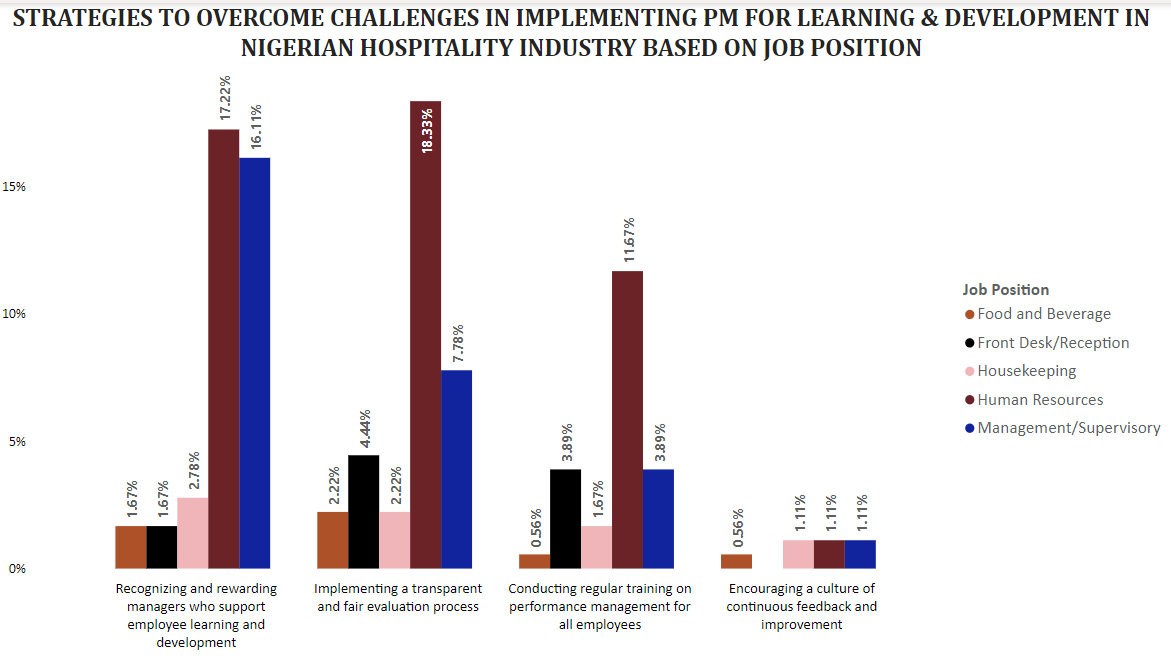 STRATEGIES TO OVERCOME CHALLENGES IN IMPLEMENTING PM FOR LEARNING & DEVELOPMENT IN
NIGERIAN HOSPITALITY INDUSTRY BASED ON JOB POSITION
15%
10%
5%
0%
1.67%
1.67%
2.78%
17.22%
16.11%
2.22%
4.44%
2.22%
18.33%
7.78%
0.56%
3.89%
1.67%
11.67%
3.89%
0.56%
1.11%
1.11%
1.11%
Recognizing and rewarding
managers who support
employee learning and
development
Implementing a transparent
and fair evaluation process
Conducting regular training on
performance management for
all employees
Encouraging a culture of
continuous feedback and
improvement
Job Position
Food and Beverage
Front Desk/Reception
Housekeeping
Human Resources
Management/Supervisory